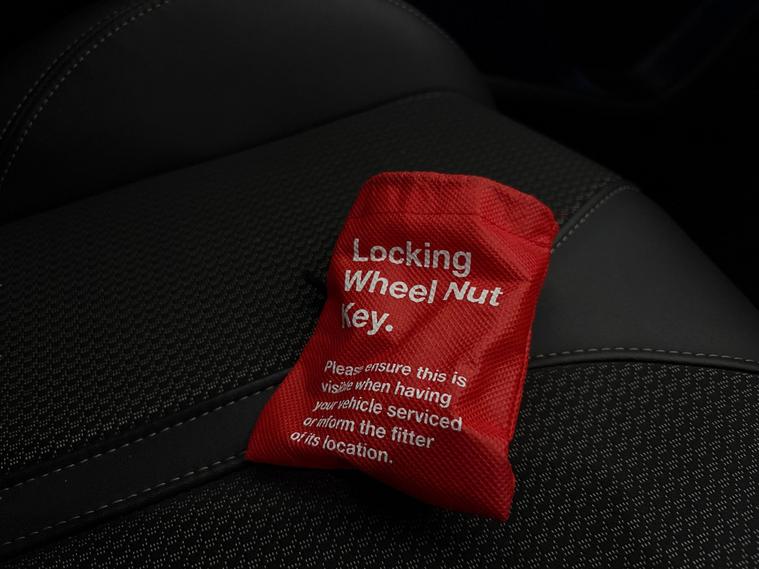 Locking
Wheel Nut
Key.
Please ensure this is
visible when having
your vehicle serviced
or inform the fitter
of its location.